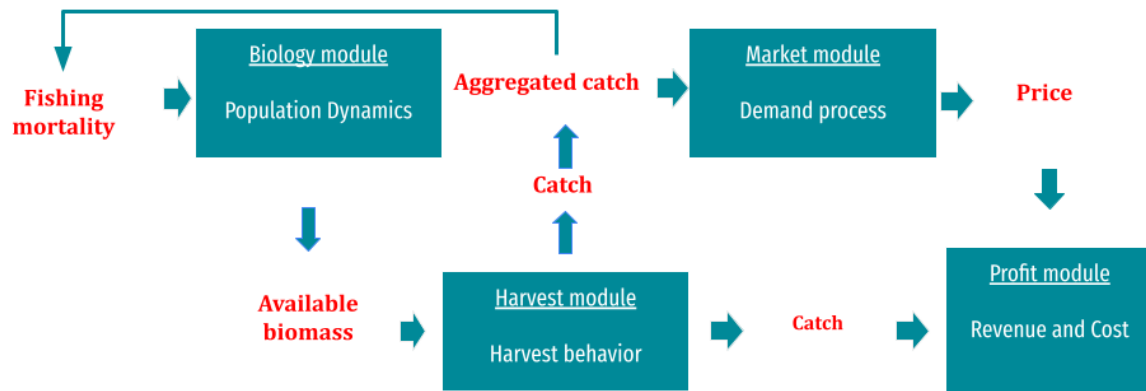 Biology module
Population Dynamics
Market module
Demand process
Aggregated catch
Fishing
mortality
Price
Catch
Available
biomass
Harvest module
Harvest behavior
Catch
Profit module
Revenue and Cost